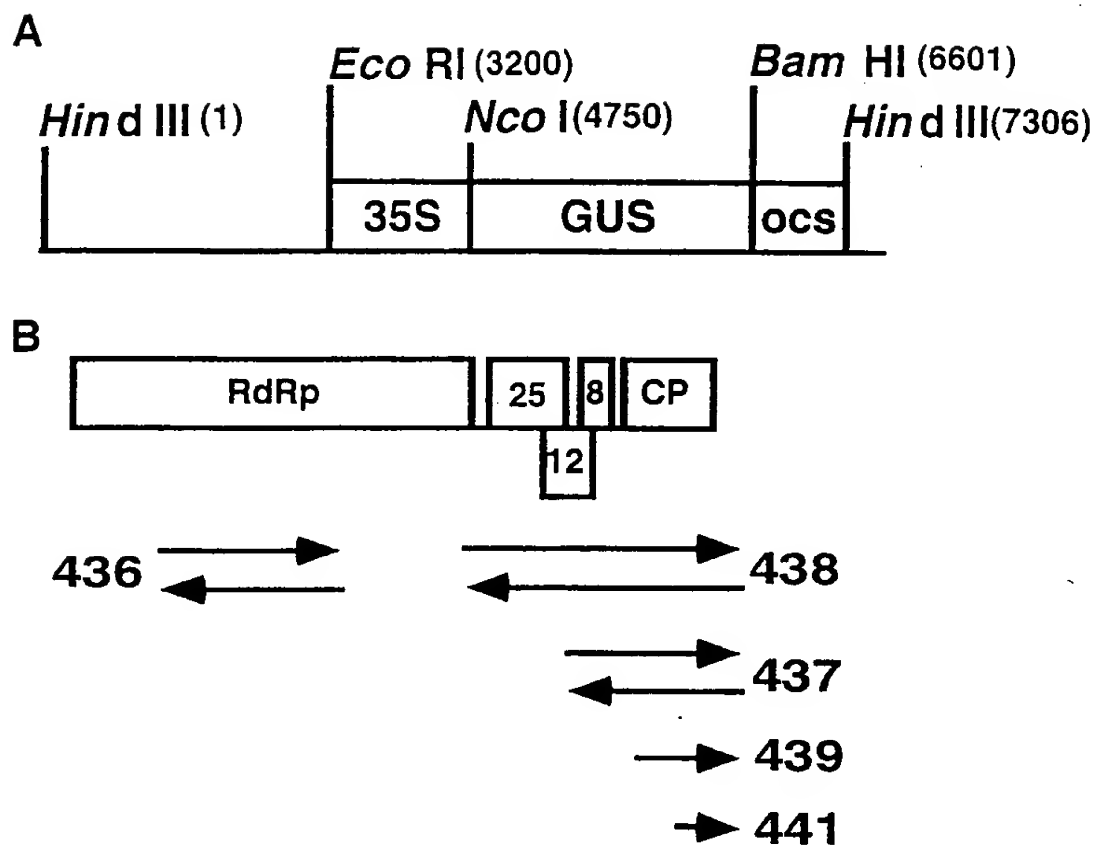 A
Eco RI (3200)
Bam HI (6601)
Hin d III (1)
Nco I(4750)
Hin d III(7306)
35S
GUS
ocs
B
RdRp
25
8
CP
12
436
438
437
439
441